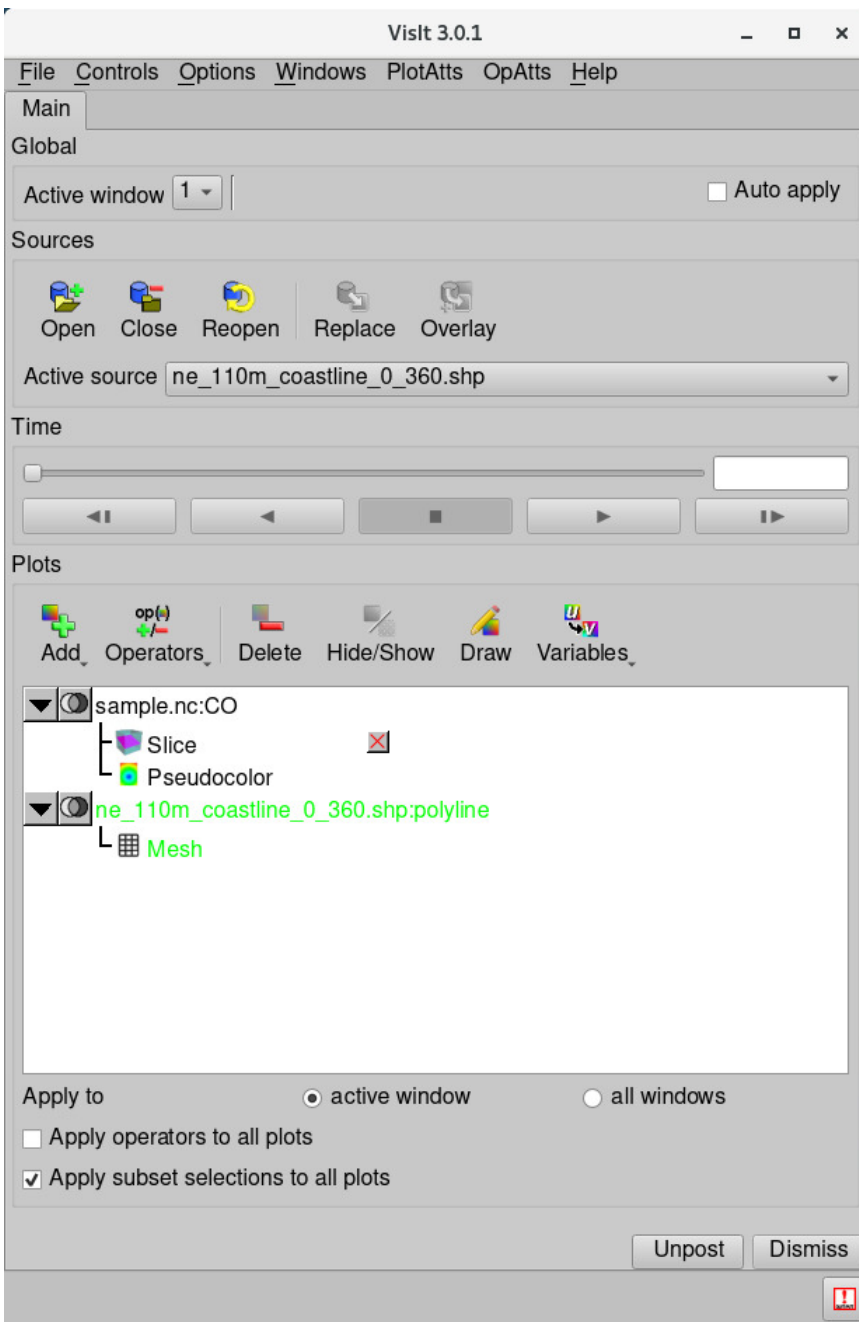 VisIt 3.0.1
File Controls Options Windows PlotAtts OpAtts Help
Main
Global
Active window 1 Auto apply
Sources
Open Close Reopen Replace Overlay
Active source ne_110m_coastline_0_360.shp
Time
Plots
op(•)
+/-
Add Operators Delete Hide/Show Draw Variables
sample.nc:CO
Slice
Pseudocolor
ne_110m_coastline_0_360.shp:polyline
Mesh
Apply to active window all windows
Apply operators to all plots
Apply subset selections to all plots
Unpost Dismiss